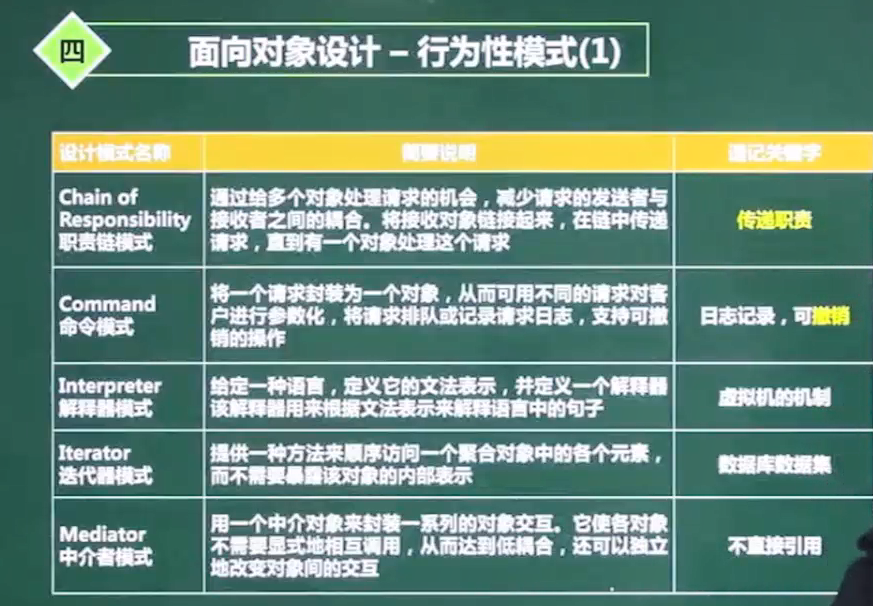 四
面向对象设计 – 行为性模式(1)
设计模式名称
简要说明
速记关键字
Chain of
Responsibility
职责链模式
通过给多个对象处理请求的机会，减少请求的发送者与
接收者之间的耦合。将接收对象链接起来，在链中传递
请求，直到有一个对象处理这个请求
传递职责
Command
命令模式
将一个请求封装为一个对象，从而可用不同的请求对客
户进行参数化，将请求排队或记录请求日志，支持可撤
销的操作
日志记录，可撤销
Interpreter
解释器模式
给定一种语言，定义它的文法表示，并定义一个解释器
该解释器用来根据文法表示来解释语言中的句子
虚拟机的机制
Iterator
迭代器模式
提供一种方法来顺序访问一个聚合对象中的各个元素，
而不需要暴露该对象的内部表示
数据库数据集
Mediator
中介者模式
用一个中介对象来封装一系列的对象交互。它使各对象
不需要显式地相互调用，从而达到低耦合，还可以独立
地改变对象间的交互
不直接引用